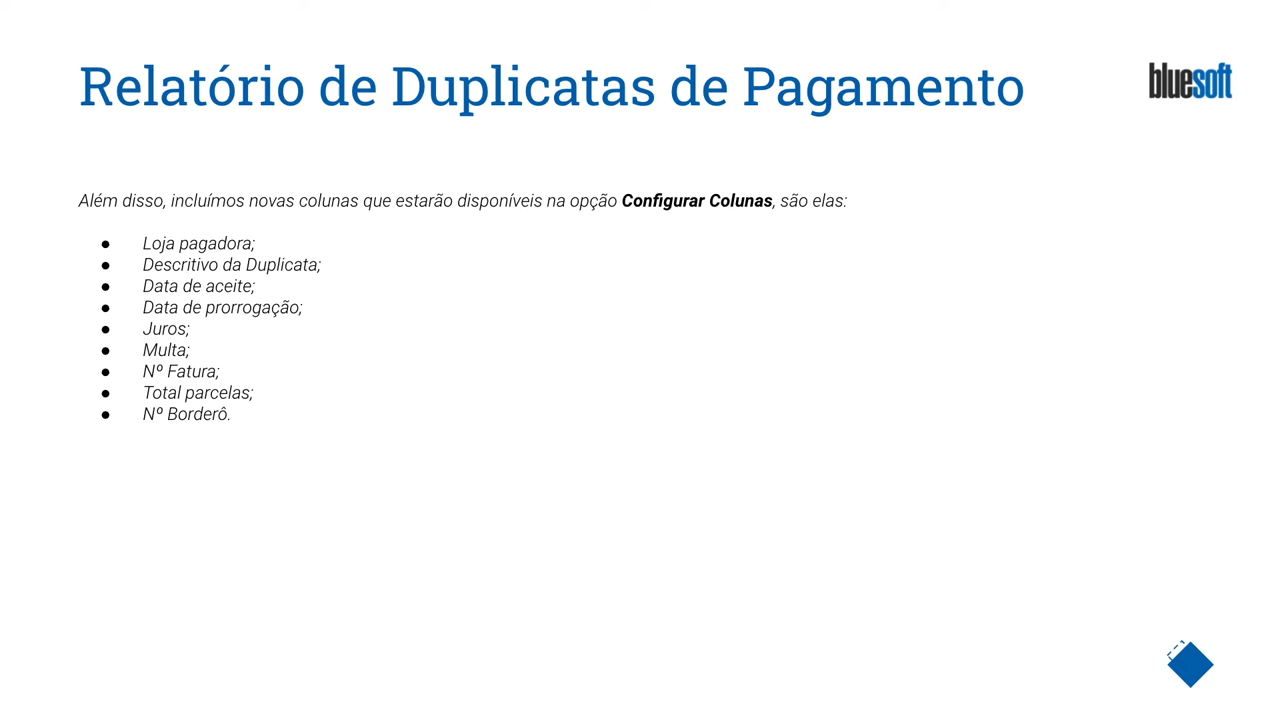 Relatório de Duplicatas de Pagamento
bluesoft
Além disso, incluímos novas colunas que estarão disponíveis na opção Configurar Colunas, são elas:
● Loja pagadora;
● Descritivo da Duplicata;
● Data de aceite;
● Data de prorrogação;
● Juros;
● Multa;
● Nº Fatura;
● Total parcelas;
● Nº Borderô.